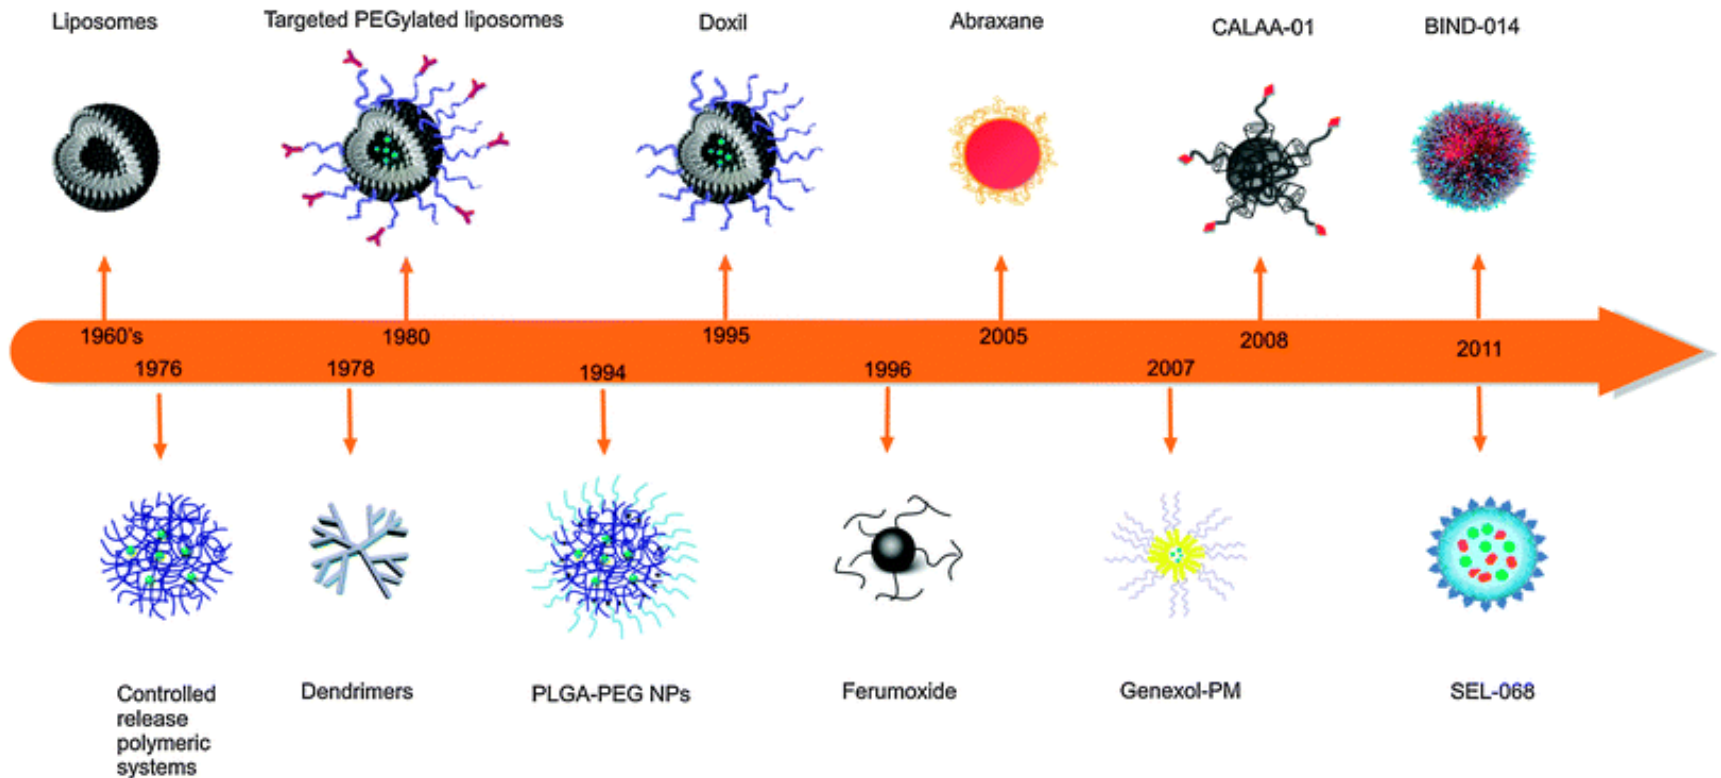 Liposomes
Targeted PEGylated liposomes
Doxil
Abraxane
CALAA-01
BIND-014
1960's
1980
1995
2005
2008
2011
1976
1978
1994
1996
2007
Controlled
release
polymeric
systems
Dendrimers
PLGA-PEG NPs
Ferumoxide
Genexol-PM
SEL-068